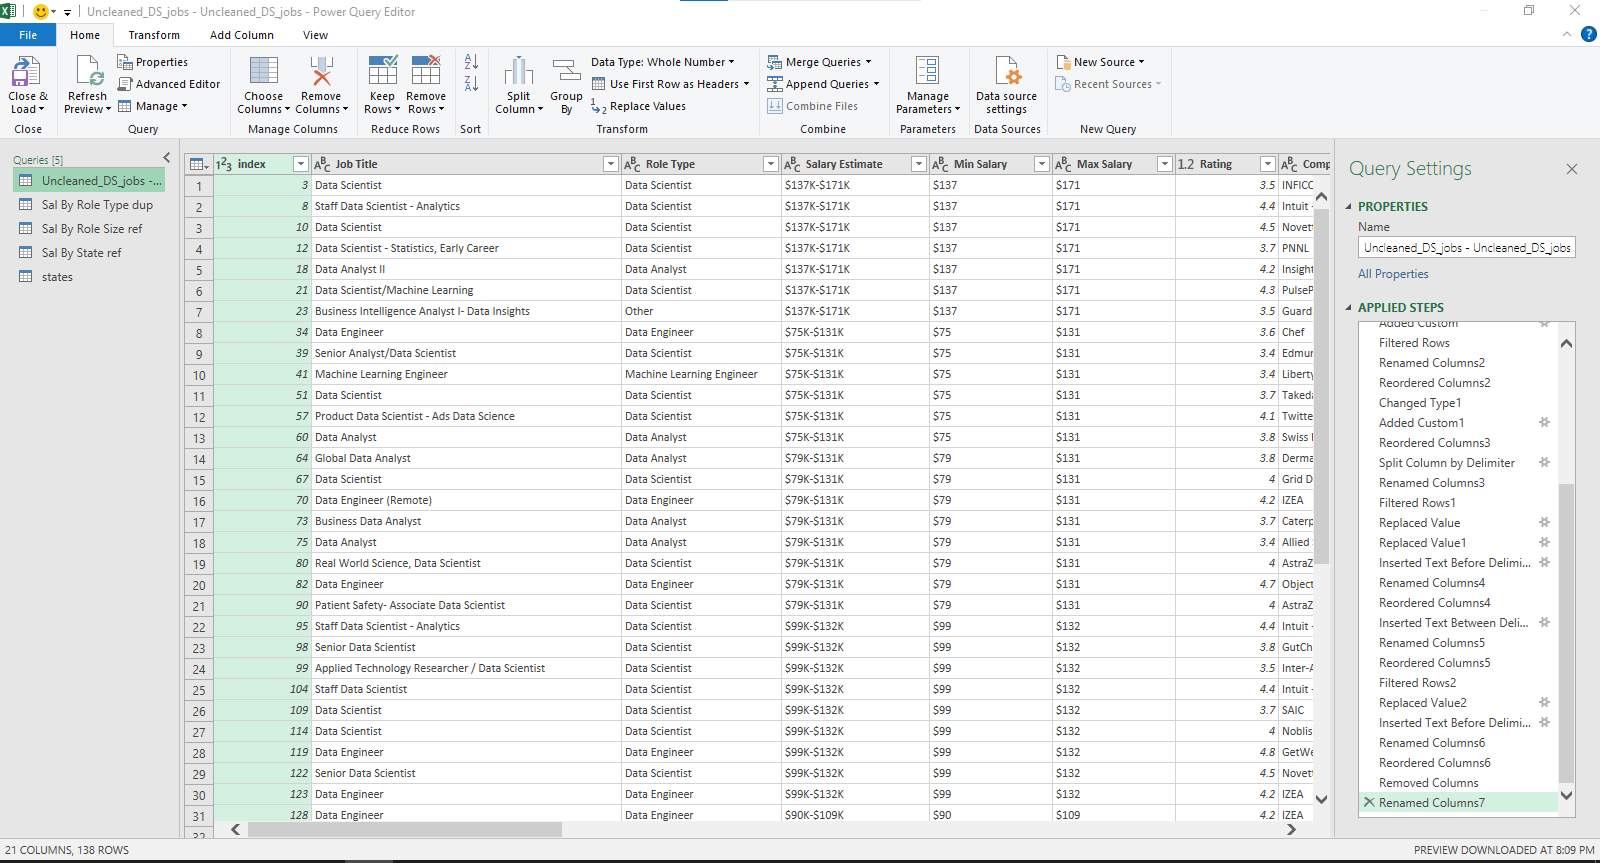 Uncleaned_DS_jobs - Uncleaned_DS_jobs - Power Query Editor
File Home Transform Add Column View
Close & Load
Close
Refresh Preview
Properties
Advanced Editor
Manage
Query
Choose Columns
Remove Columns
Manage Columns
Keep Rows
Remove Rows
Reduce Rows
Sort
Split Column
Group By
Data Type: Whole Number
Use First Row as Headers
Replace Values
Transform
Merge Queries
Append Queries
Combine Files
Combine
Manage Parameters
Parameters
Data source settings
Data Sources
New Source
Recent Sources
New Query
Queries [5]
Uncleaned_DS_jobs -...
Sal By Role Type dup
Sal By Role Size ref
Sal By State ref
states
index Job Title Role Type Salary Estimate Min Salary Max Salary 1.2 Rating Comp
1 3 Data Scientist Data Scientist $137K-$171K $137 $171 3.5 INFICC
2 8 Staff Data Scientist - Analytics Data Scientist $137K-$171K $137 $171 4.4 Intuit -
3 10 Data Scientist Data Scientist $137K-$171K $137 $171 4.5 Novett
4 12 Data Scientist - Statistics, Early Career Data Scientist $137K-$171K $137 $171 3.7 PNNL
5 18 Data Analyst II Data Analyst $137K-$171K $137 $171 4.2 Insight
6 21 Data Scientist/Machine Learning Data Scientist $137K-$171K $137 $171 4.3 PulseP
7 23 Business Intelligence Analyst I- Data Insights Other $137K-$171K $137 $171 3.5 Guard
8 34 Data Engineer Data Engineer $75K-$131K $75 $131 3.6 Chef
9 39 Senior Analyst/Data Scientist Data Scientist $75K-$131K $75 $131 3.4 Edmur
10 41 Machine Learning Engineer Machine Learning Engineer $75K-$131K $75 $131 3.4 Liberty
11 51 Data Scientist Data Scientist $75K-$131K $75 $131 3.7 Takeda
12 57 Product Data Scientist - Ads Data Science Data Scientist $75K-$131K $75 $131 4.1 Twitte
13 60 Data Analyst Data Analyst $75K-$131K $75 $131 3.8 Swiss
14 64 Global Data Analyst Data Analyst $79K-$131K $79 $131 3.8 Derma
15 67 Data Scientist Data Scientist $79K-$131K $79 $131 4 Grid D
16 70 Data Engineer (Remote) Data Engineer $79K-$131K $79 $131 4.2 IZEA
17 73 Business Data Analyst Data Analyst $79K-$131K $79 $131 3.7 Caterp
18 75 Data Analyst Data Analyst $79K-$131K $79 $131 3.4 Allied
19 80 Real World Science, Data Scientist Data Scientist $79K-$131K $79 $131 4 AstraZ
20 82 Data Engineer Data Engineer $79K-$131K $79 $131 4.7 Object
21 90 Patient Safety- Associate Data Scientist Data Scientist $79K-$131K $79 $131 4 AstraZ
22 95 Staff Data Scientist - Analytics Data Scientist $99K-$132K $99 $132 4.4 Intuit -
23 98 Senior Data Scientist Data Scientist $99K-$132K $99 $132 3.8 GutCh
24 99 Applied Technology Researcher / Data Scientist Data Scientist $99K-$132K $99 $132 3.5 Inter-A
25 104 Staff Data Scientist Data Scientist $99K-$132K $99 $132 4.4 Intuit -
26 109 Data Scientist Data Scientist $99K-$132K $99 $132 3.7 SAIC
27 114 Data Scientist Data Scientist $99K-$132K $99 $132 4 Noblis
28 119 Data Engineer Data Engineer $99K-$132K $99 $132 4.8 GetWe
29 122 Senior Data Scientist Data Scientist $99K-$132K $99 $132 4.5 Novett
30 123 Data Engineer Data Engineer $99K-$132K $99 $132 4.2 IZEA
31 128 Data Engineer Data Engineer $90K-$109K $90 $109 4.2 IZEA
32
Query Settings
PROPERTIES
Name
Uncleaned_DS_jobs - Uncleaned_DS_jobs
All Properties
APPLIED STEPS
Added Custom
Filtered Rows
Renamed Columns2
Reordered Columns2
Changed Type1
Added Custom1
Reordered Columns3
Split Column by Delimiter
Renamed Columns3
Filtered Rows1
Replaced Value
Replaced Value1
Inserted Text Before Delimi...
Renamed Columns4
Reordered Columns4
Inserted Text Between Deli...
Renamed Columns5
Reordered Columns5
Filtered Rows2
Replaced Value2
Inserted Text Before Delimi...
Renamed Columns6
Reordered Columns6
Removed Columns
Renamed Columns7
21 COLUMNS, 138 ROWS
PREVIEW DOWNLOADED AT 8:09 PM